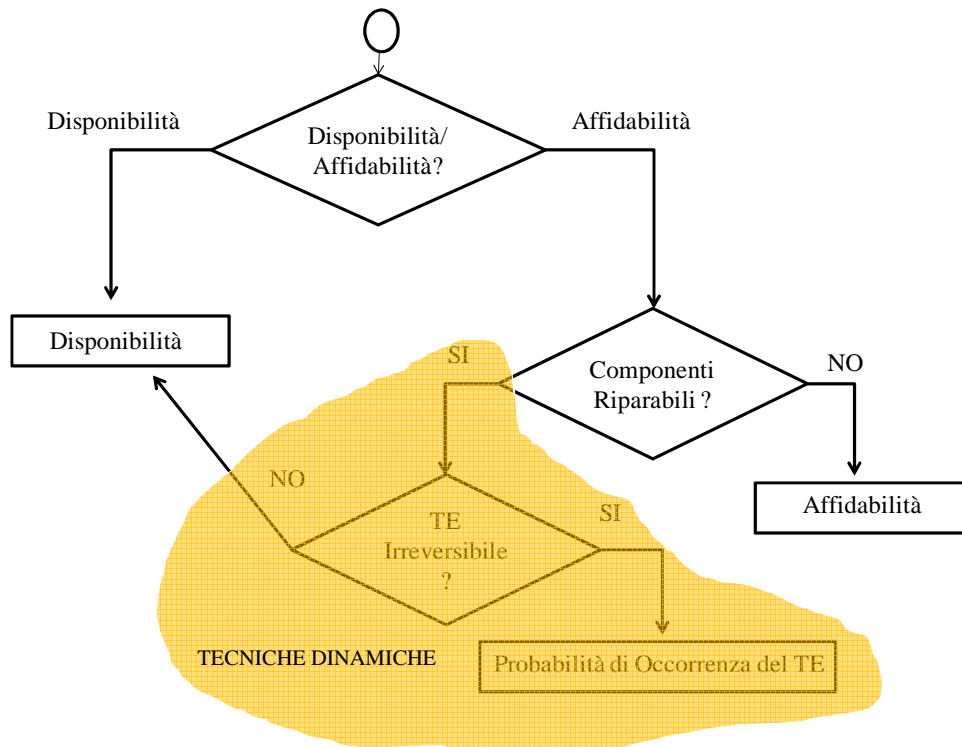 Disponibilità
Disponibilità/
Affidabilità?
Affidabilità
Disponibilità
SI
Componenti
Riparabili ?
NO
Affidabilità
NO
TE
Irreversibile
?
SI
TECNICHE DINAMICHE
Probabilità di Occorrenza del TE